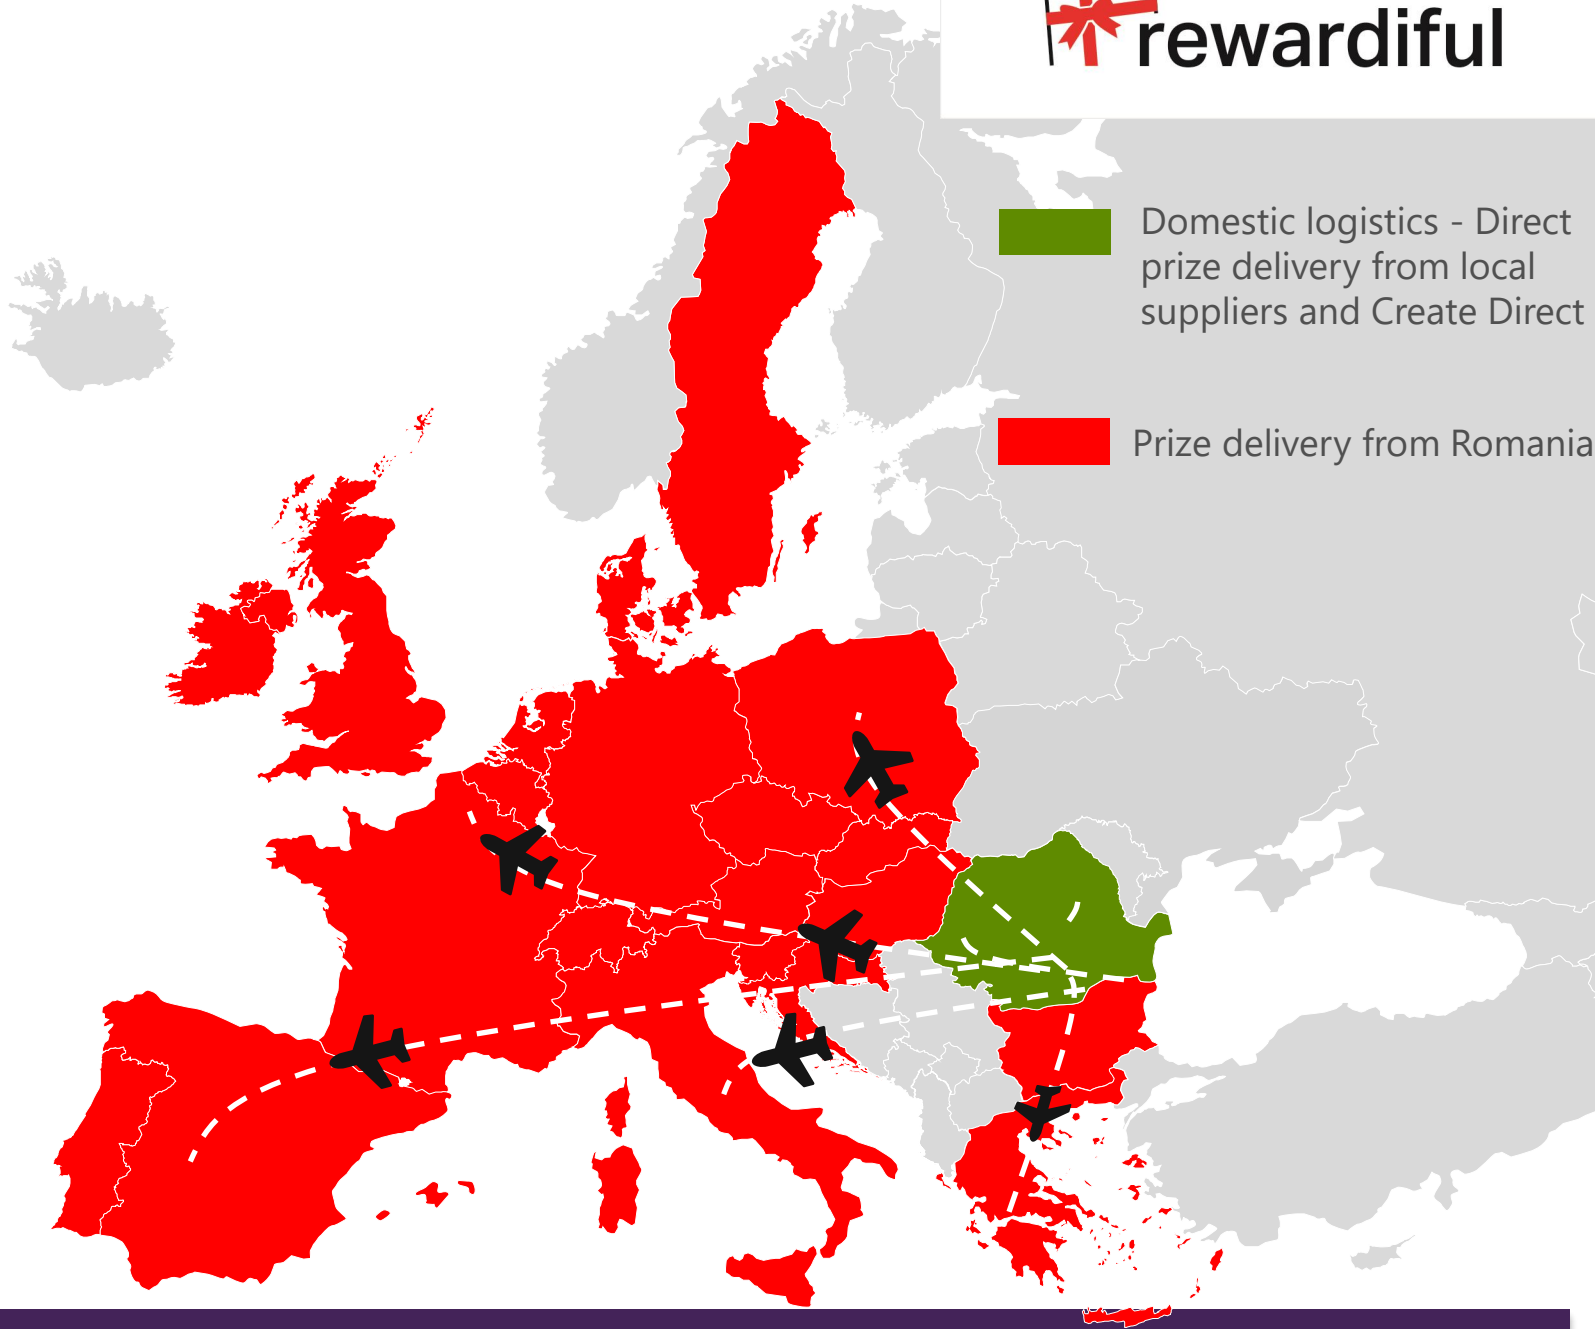 rewardiful
Domestic logistics - Direct
prize delivery from local
suppliers and Create Direct
Prize delivery from Romania